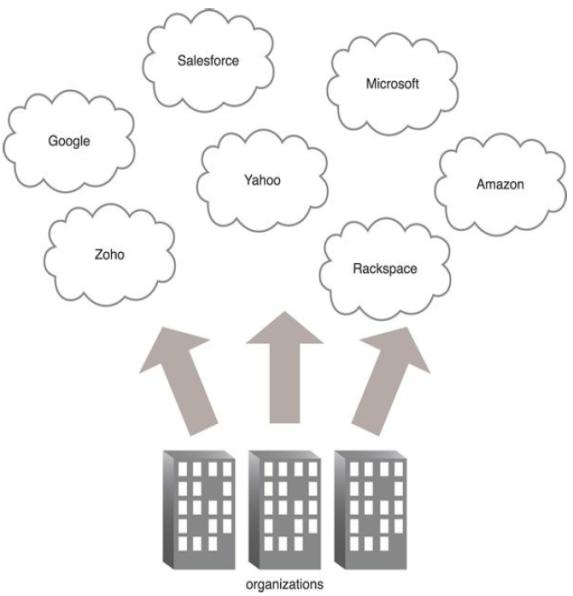 Salesforce
Microsoft
Google
Yahoo
Amazon
Zoho
Rackspace
organizations